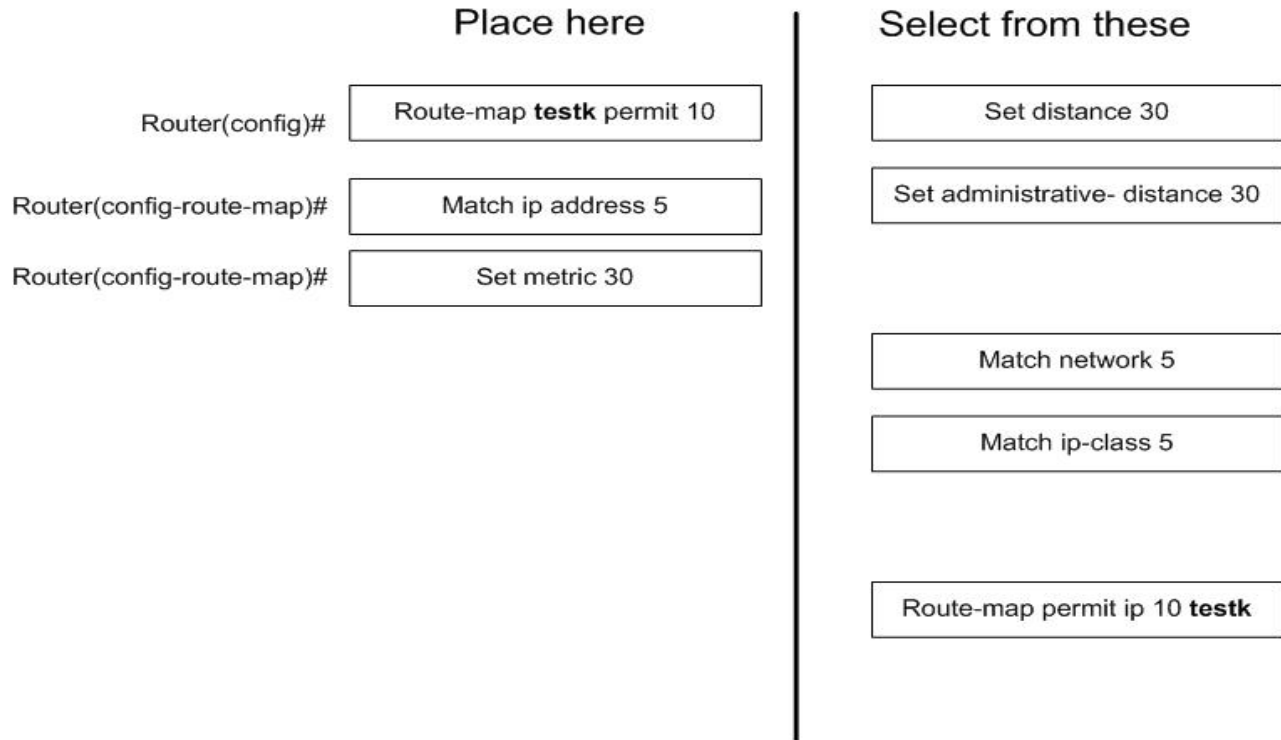 Place here
Select from these
Router(config)#
Route-map testk permit 10
Set distance 30
Router(config-route-map)#
Match ip address 5
Set administrative- distance 30
Router(config-route-map)#
Set metric 30
Match network 5
Match ip-class 5
Route-map permit ip 10 testk